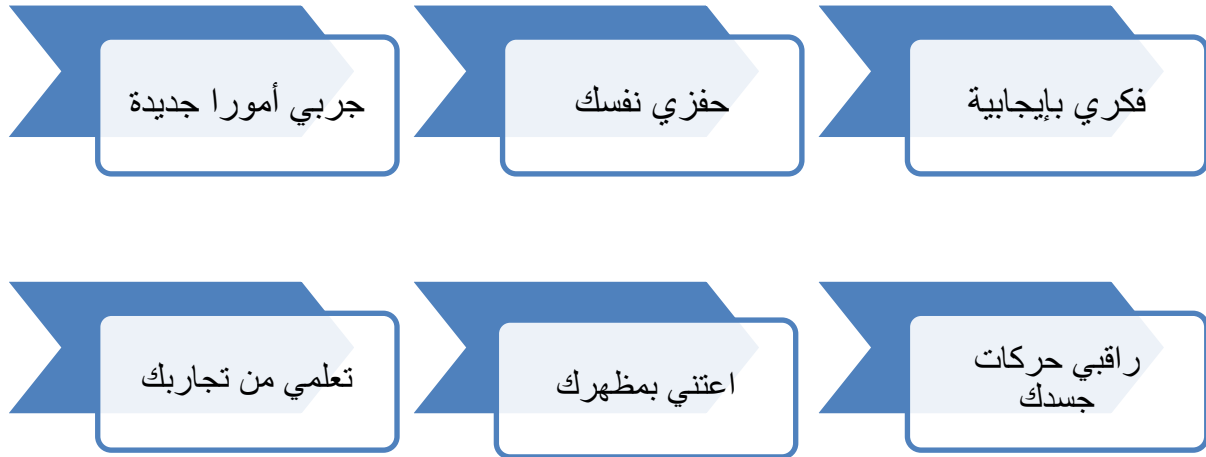 فكري بإيجابية
حفزي نفسك
جربي أمورا جديدة
راقبي حركات
جسدك
اعتني بمظهرك
تعلمي من تجاربك